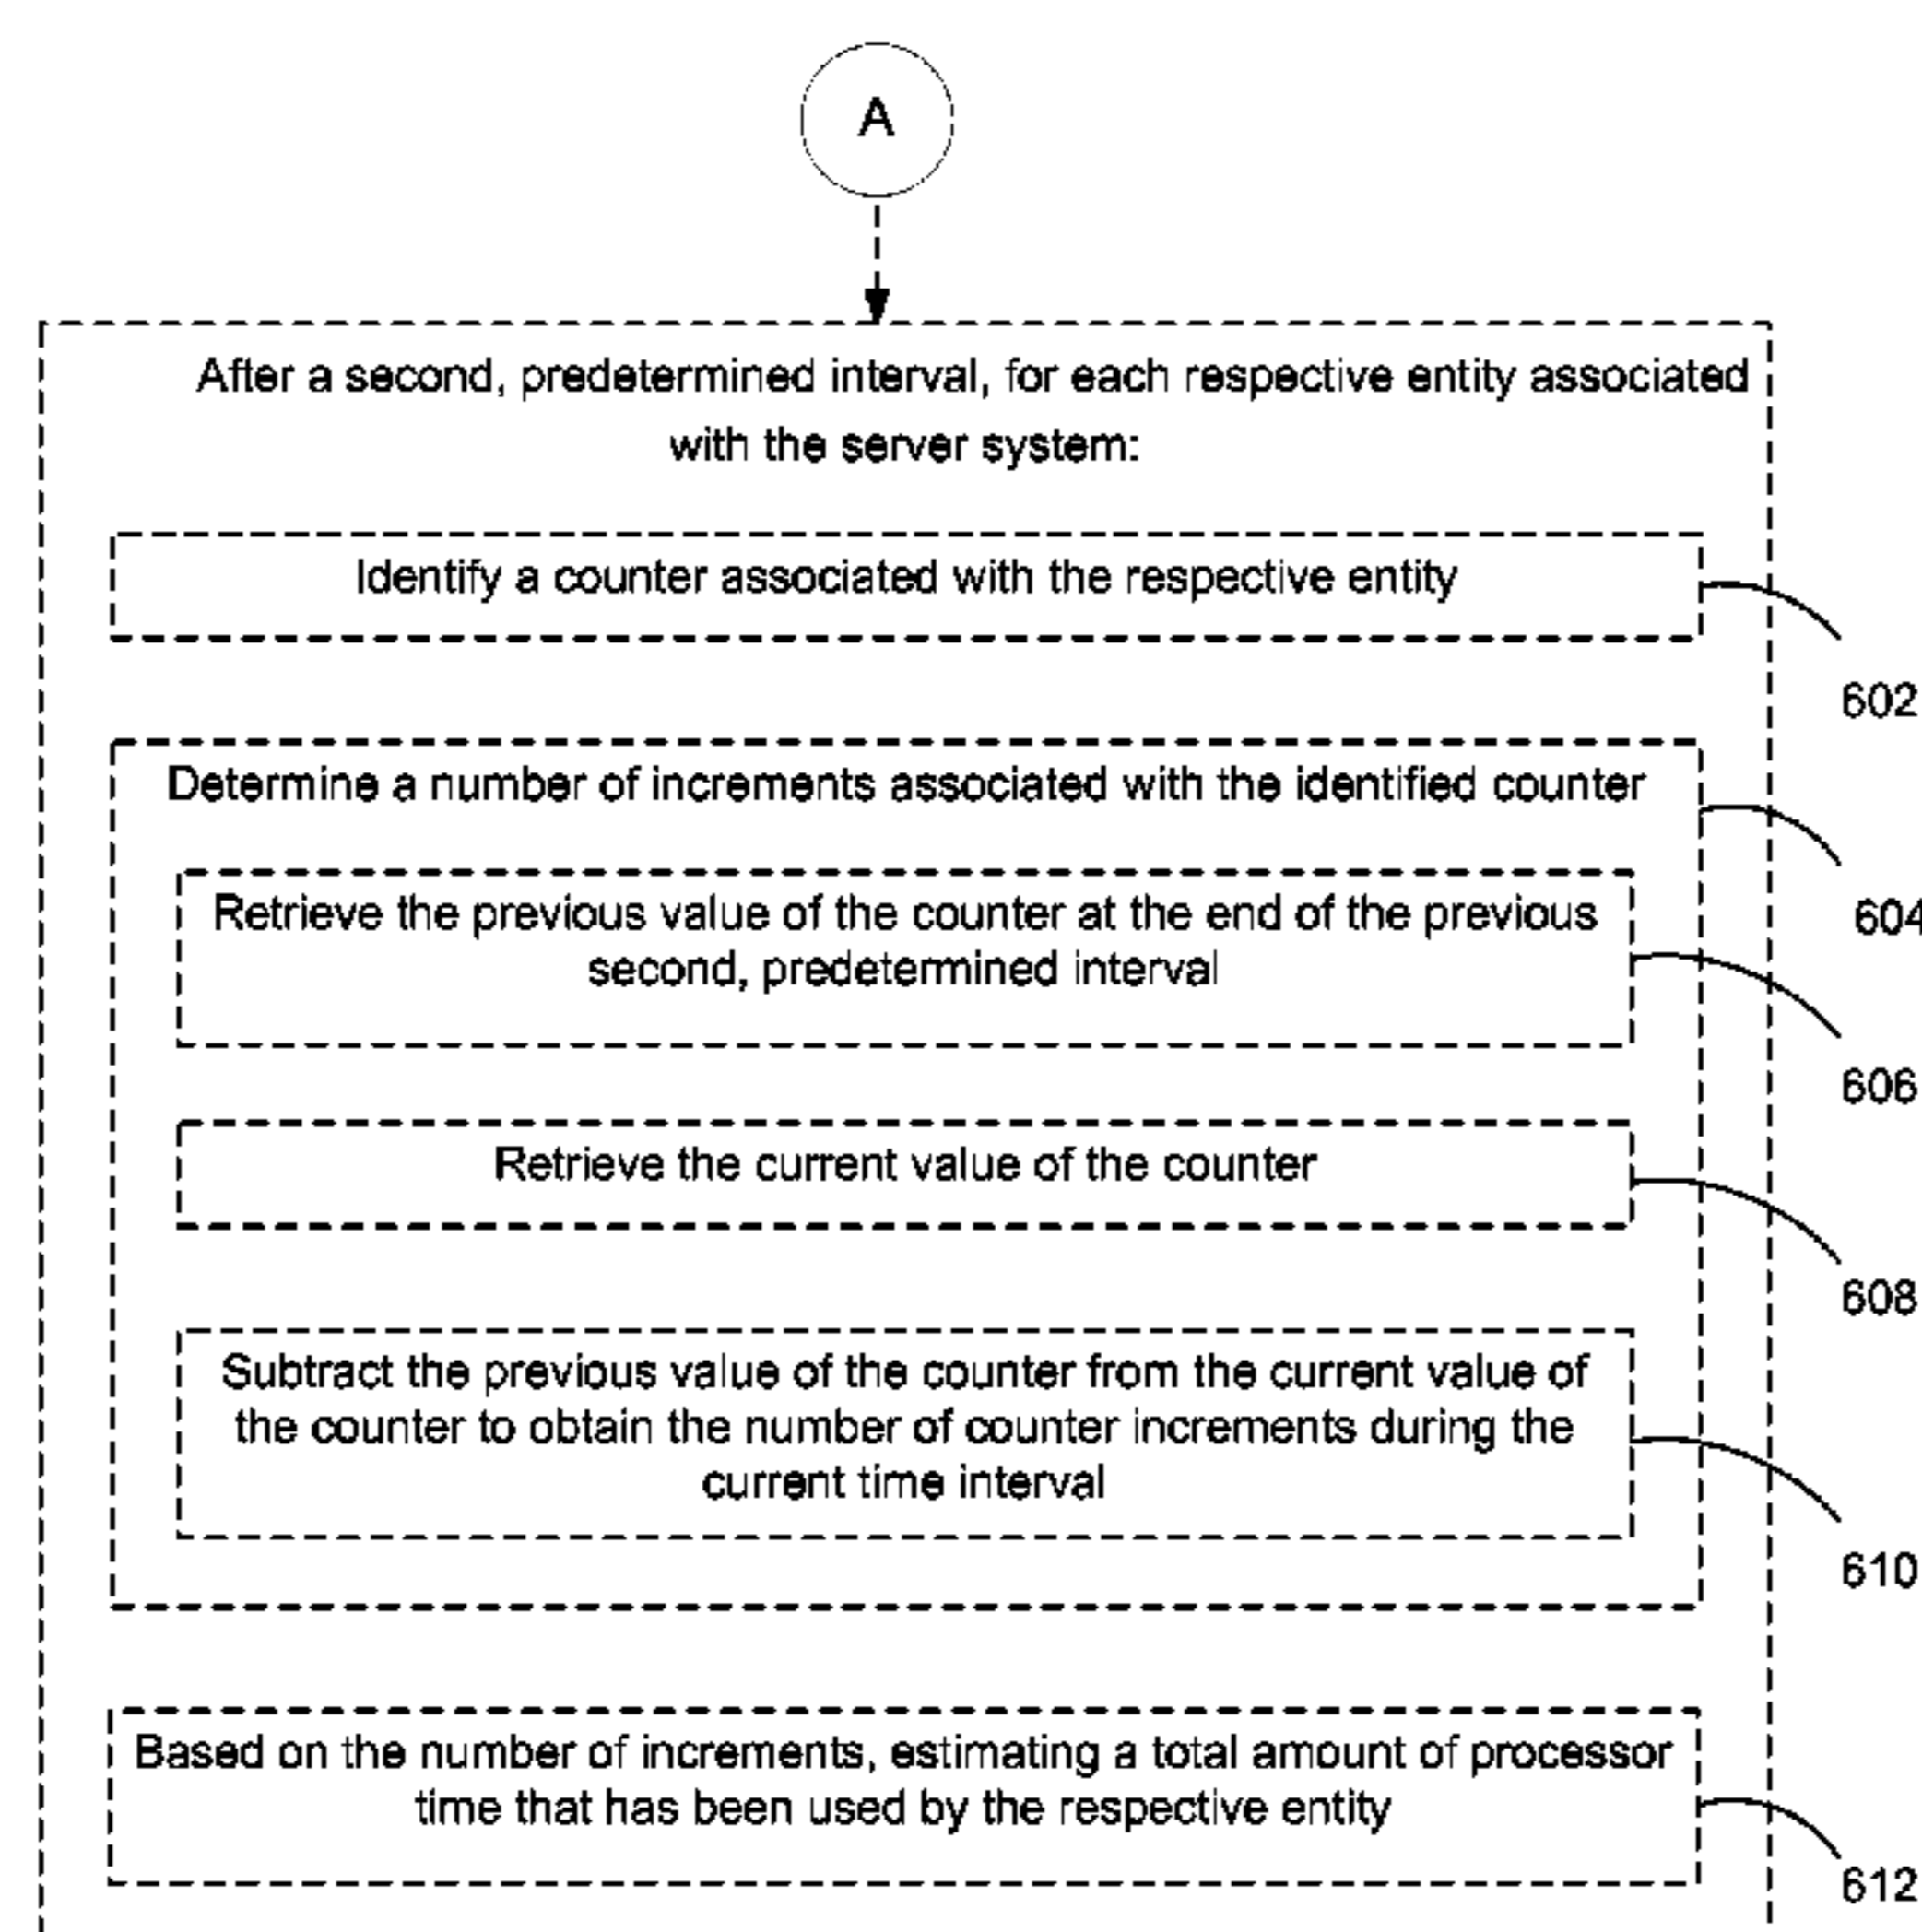 A
After a second, predetermined interval, for each respective entity associated
with the server system:
Identify a counter associated with the respective entity
602
Determine a number of increments associated with the identified counter
604
Retrieve the previous value of the counter at the end of the previous
second, predetermined interval
606
Retrieve the current value of the counter
608
Subtract the previous value of the counter from the current value of
the counter to obtain the number of counter increments during the
current time interval
610
Based on the number of increments, estimating a total amount of processor
time that has been used by the respective entity
612